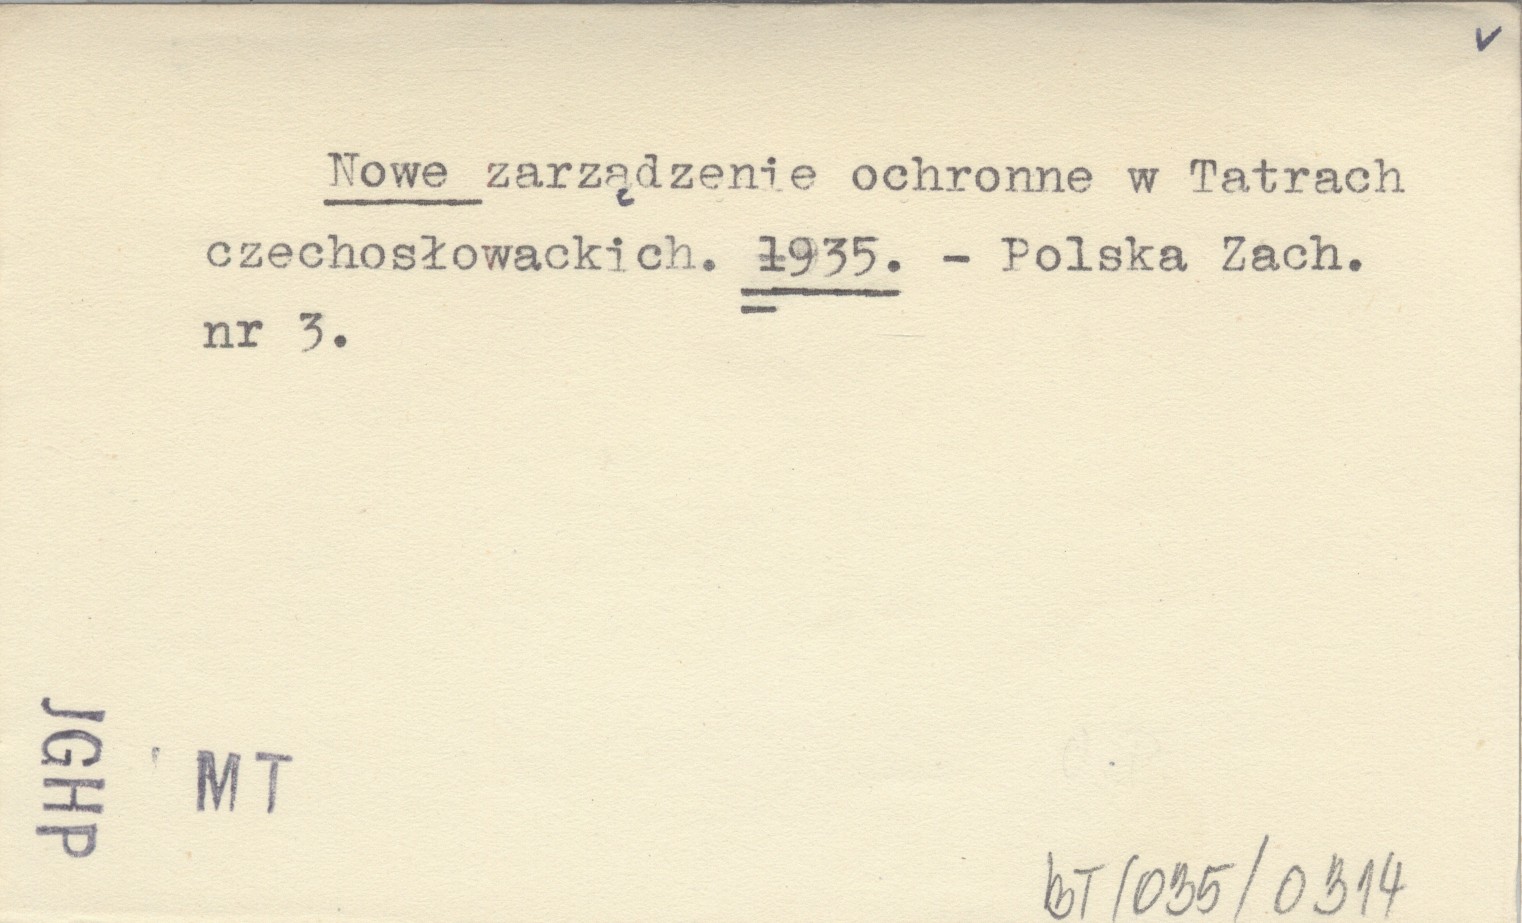 Nowe zarządzenie ochronne w Tatrach
czechosłowackich. 1935. - Polska Zach.
nr 3.
JGHP
MT
BT/035/0314